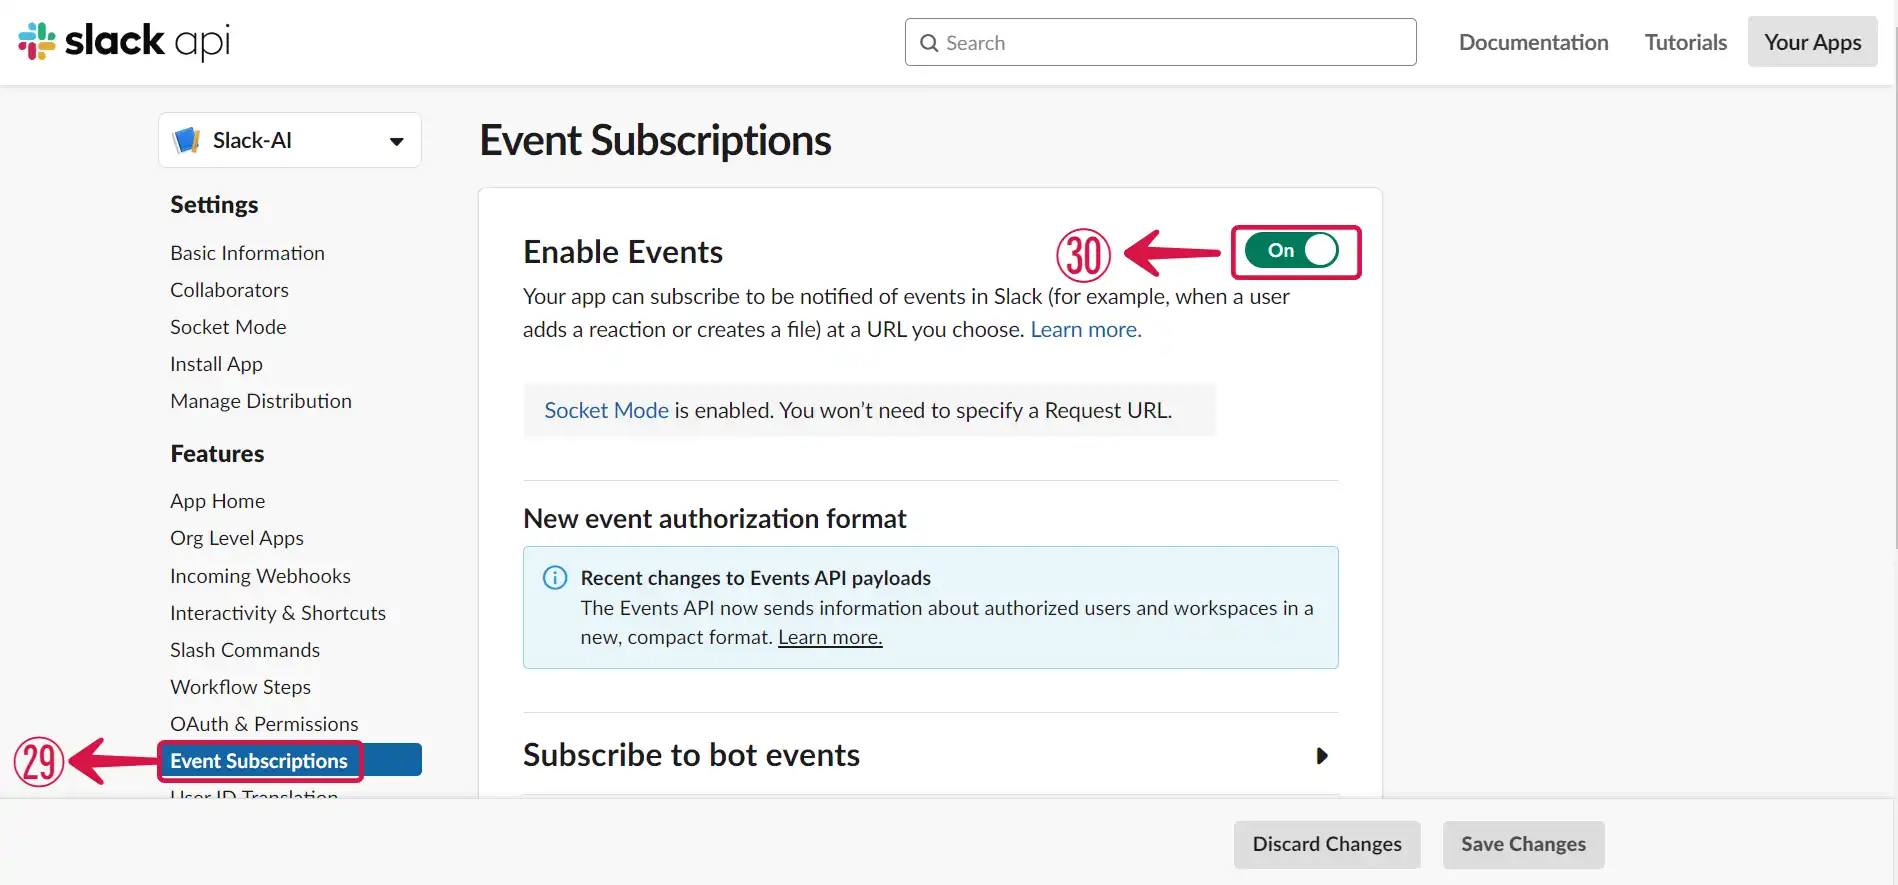 slack api
Search
Documentation
Tutorials
Your Apps
Slack-AI
Settings
Basic Information
Collaborators
Socket Mode
Install App
Manage Distribution
Features
App Home
Org Level Apps
Incoming Webhooks
Interactivity & Shortcuts
Slash Commands
Workflow Steps
OAuth & Permissions
29
Event Subscriptions
User ID Translation
Event Subscriptions
Enable Events
30
On
Your app can subscribe to be notified of events in Slack (for example, when a user
adds a reaction or creates a file) at a URL you choose. Learn more.
Socket Mode is enabled. You won’t need to specify a Request URL.
New event authorization format
Recent changes to Events API payloads
The Events API now sends information about authorized users and workspaces in a
new, compact format. Learn more.
Subscribe to bot events
Discard Changes
Save Changes